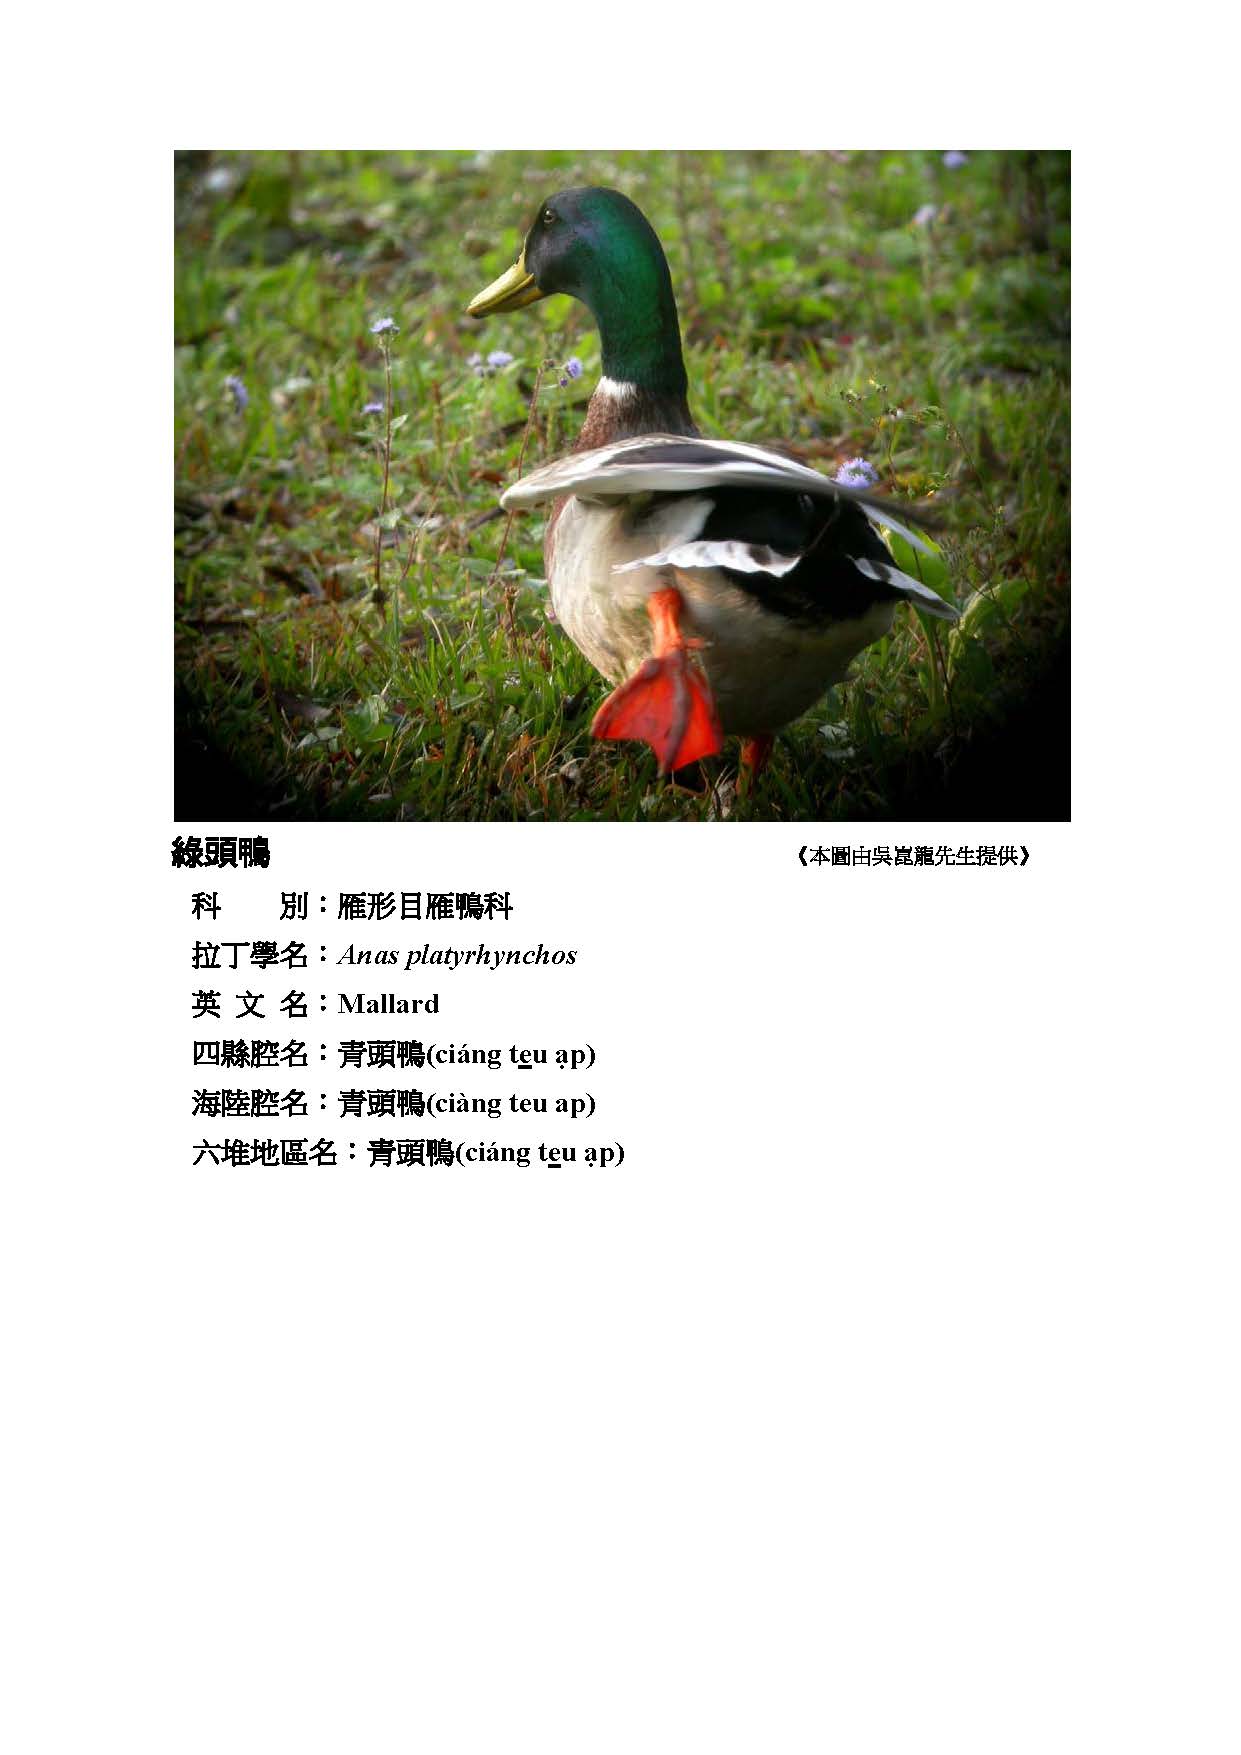 綠頭鴨 《本圖由吳崑龍先生提供》
科　　別：雁形目雁鴨科
拉丁學名：Anas platyrhynchos
英 文 名：Mallard
四縣腔名：青頭鴨(ciáng te̲u ạp)
海陸腔名：青頭鴨(ciàng teu ap)
六堆地區名：青頭鴨(ciáng te̲u ạp)